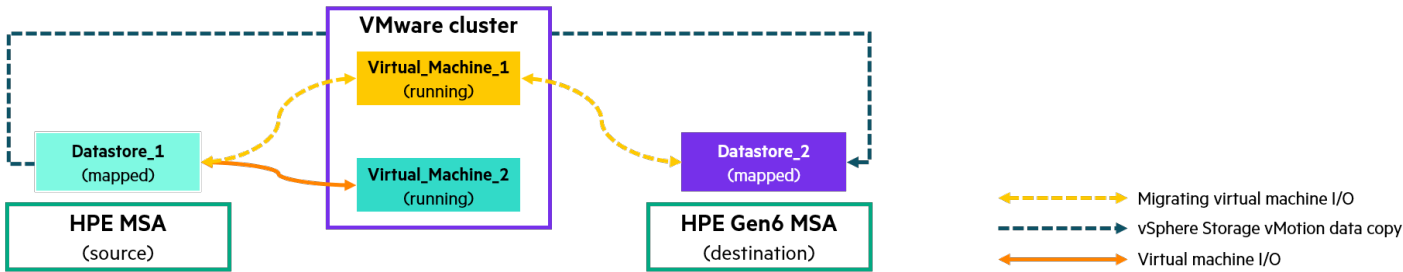 VMware cluster
Virtual_Machine_1
(running)
Datastore_1
(mapped)
Virtual_Machine_2
(running)
Datastore_2
(mapped)
HPE MSA
(source)
HPE Gen6 MSA
(destination)
Migrating virtual machine I/O
vSphere Storage vMotion data copy
Virtual machine I/O